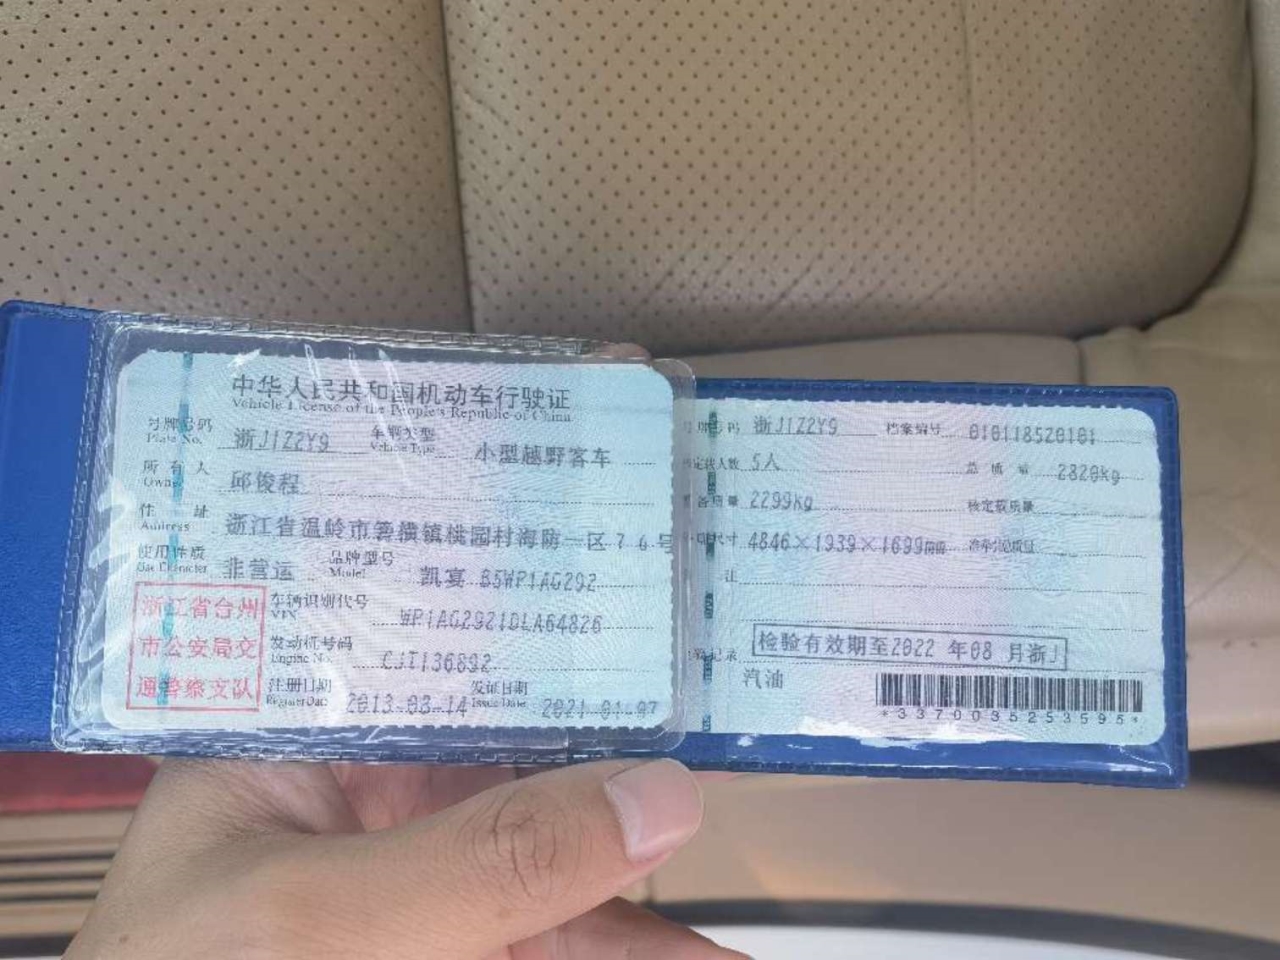 中华人民共和国机动车行驶证
Vehicle License of the People's Republic of China
号牌号码 浙J1Z2Y9 车辆类型 小型越野客车
Plate No. Vehicle Type
所有人 邱俊程
Owner
住址 浙江省温岭市箬横镇桃园村海防一区76号
Address
使用性质 非营运 品牌型号 凯宴 BSWP1AG292
Use Character Model
浙江省台州
市公安局交
通警察支队
车辆识别代号 WP1AG2921DLA64826
VIN
发动机号码 CJT136892
Engine No.
注册日期 2013-03-14 发证日期 2021-01-07
Register Date Issue Date
号牌号码 浙J1Z2Y9 档案编号 010118520101
定载人数 5人 总质量 2820kg
备质量 2299kg 核定载质量
尺寸 4846×1939×1699mm 准牵引总质量
注
检验有效期至2022年08月浙J
记录
汽油
*3370035253595*